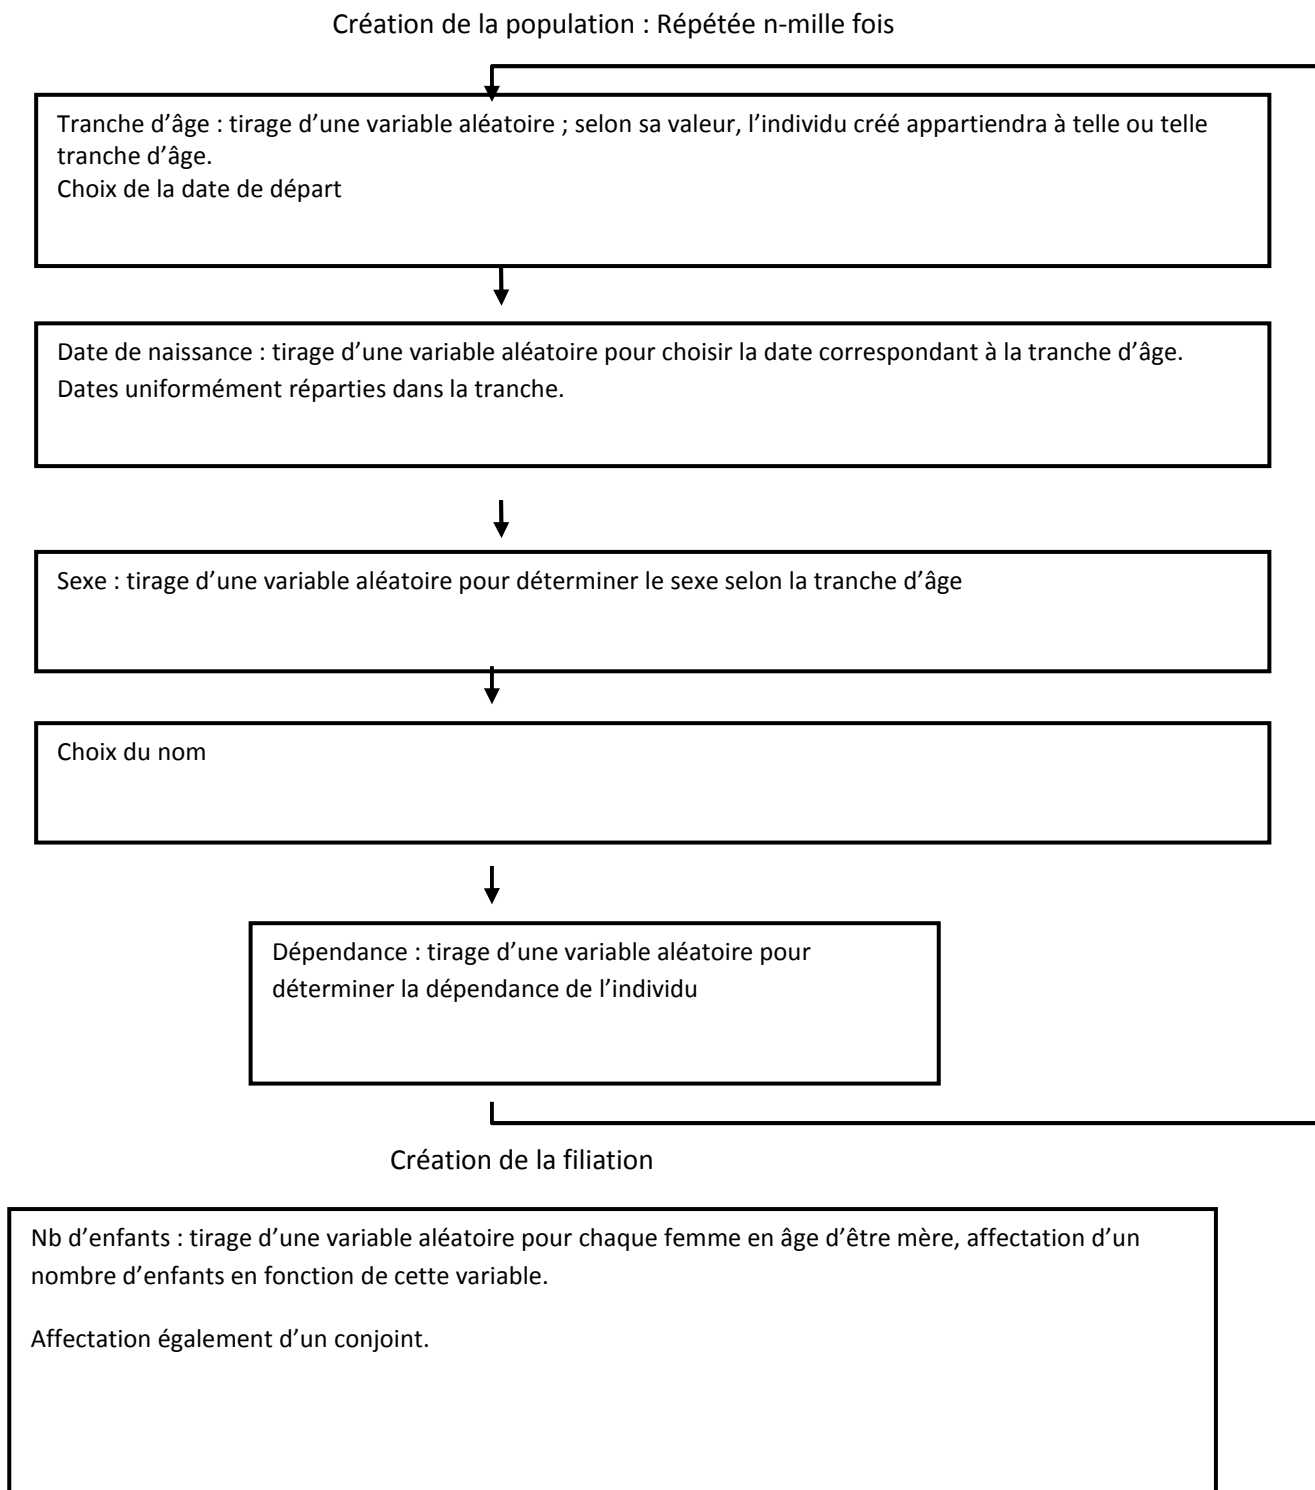 Création de la population : Répétée n-mille fois
Tranche d’âge : tirage d’une variable aléatoire ; selon sa valeur, l’individu créé appartiendra à telle ou telle
tranche d’âge.
Choix de la date de départ
Date de naissance : tirage d’une variable aléatoire pour choisir la date correspondant à la tranche d’âge.
Dates uniformément réparties dans la tranche.
Sexe : tirage d’une variable aléatoire pour déterminer le sexe selon la tranche d’âge
Choix du nom
Dépendance : tirage d’une variable aléatoire pour
déterminer la dépendance de l’individu
Création de la filiation
Nb d’enfants : tirage d’une variable aléatoire pour chaque femme en âge d’être mère, affectation d’un
nombre d’enfants en fonction de cette variable.
Affectation également d’un conjoint.